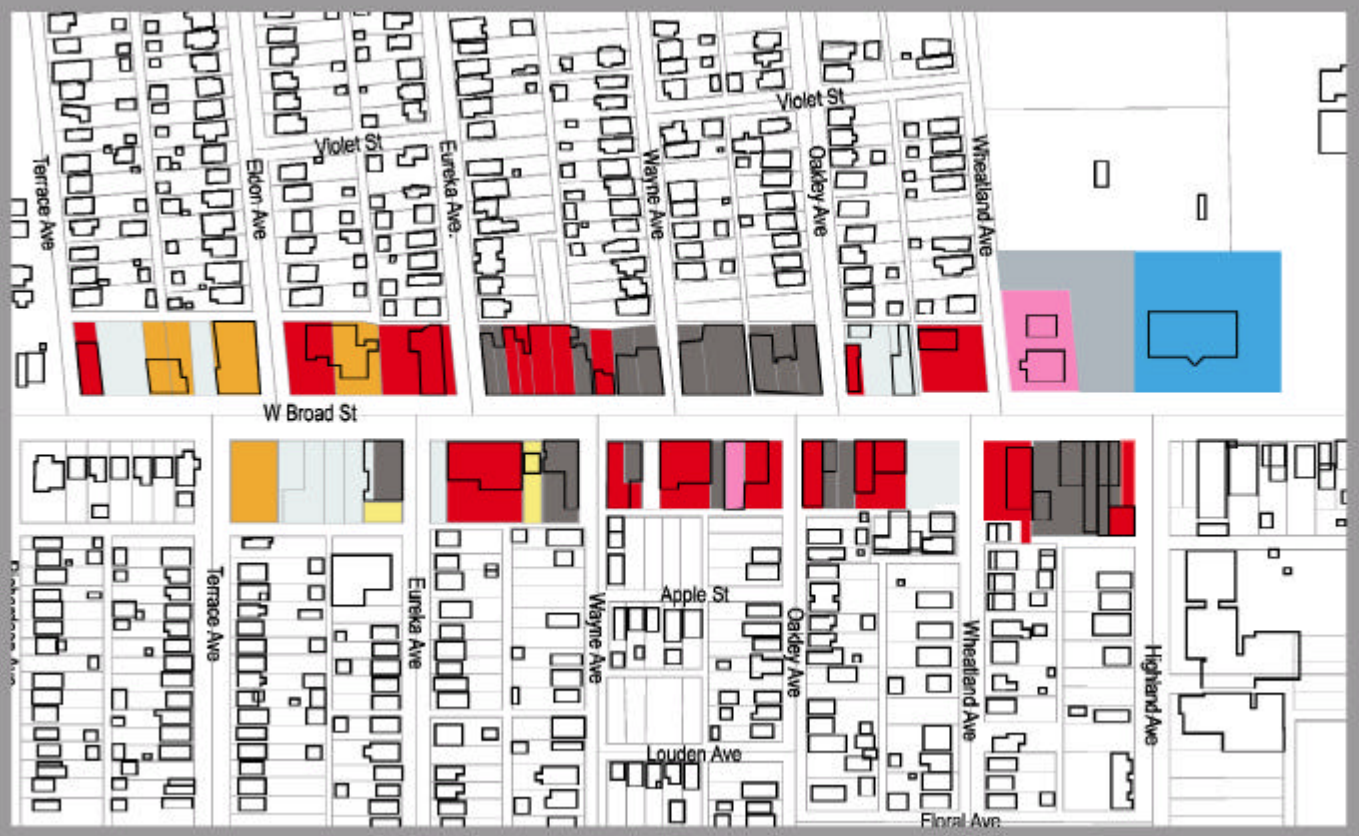 Violet St
Violet St
Terrace Ave
Eldon Ave
Eureka Ave.
Wayne Ave
Oakley Ave
Wheatland Ave
W Broad St
Terrace Ave
Eureka Ave
Wayne Ave
Apple St
Oakley Ave
Wheatland Ave
Highland Ave
Louden Ave
Floral Ave